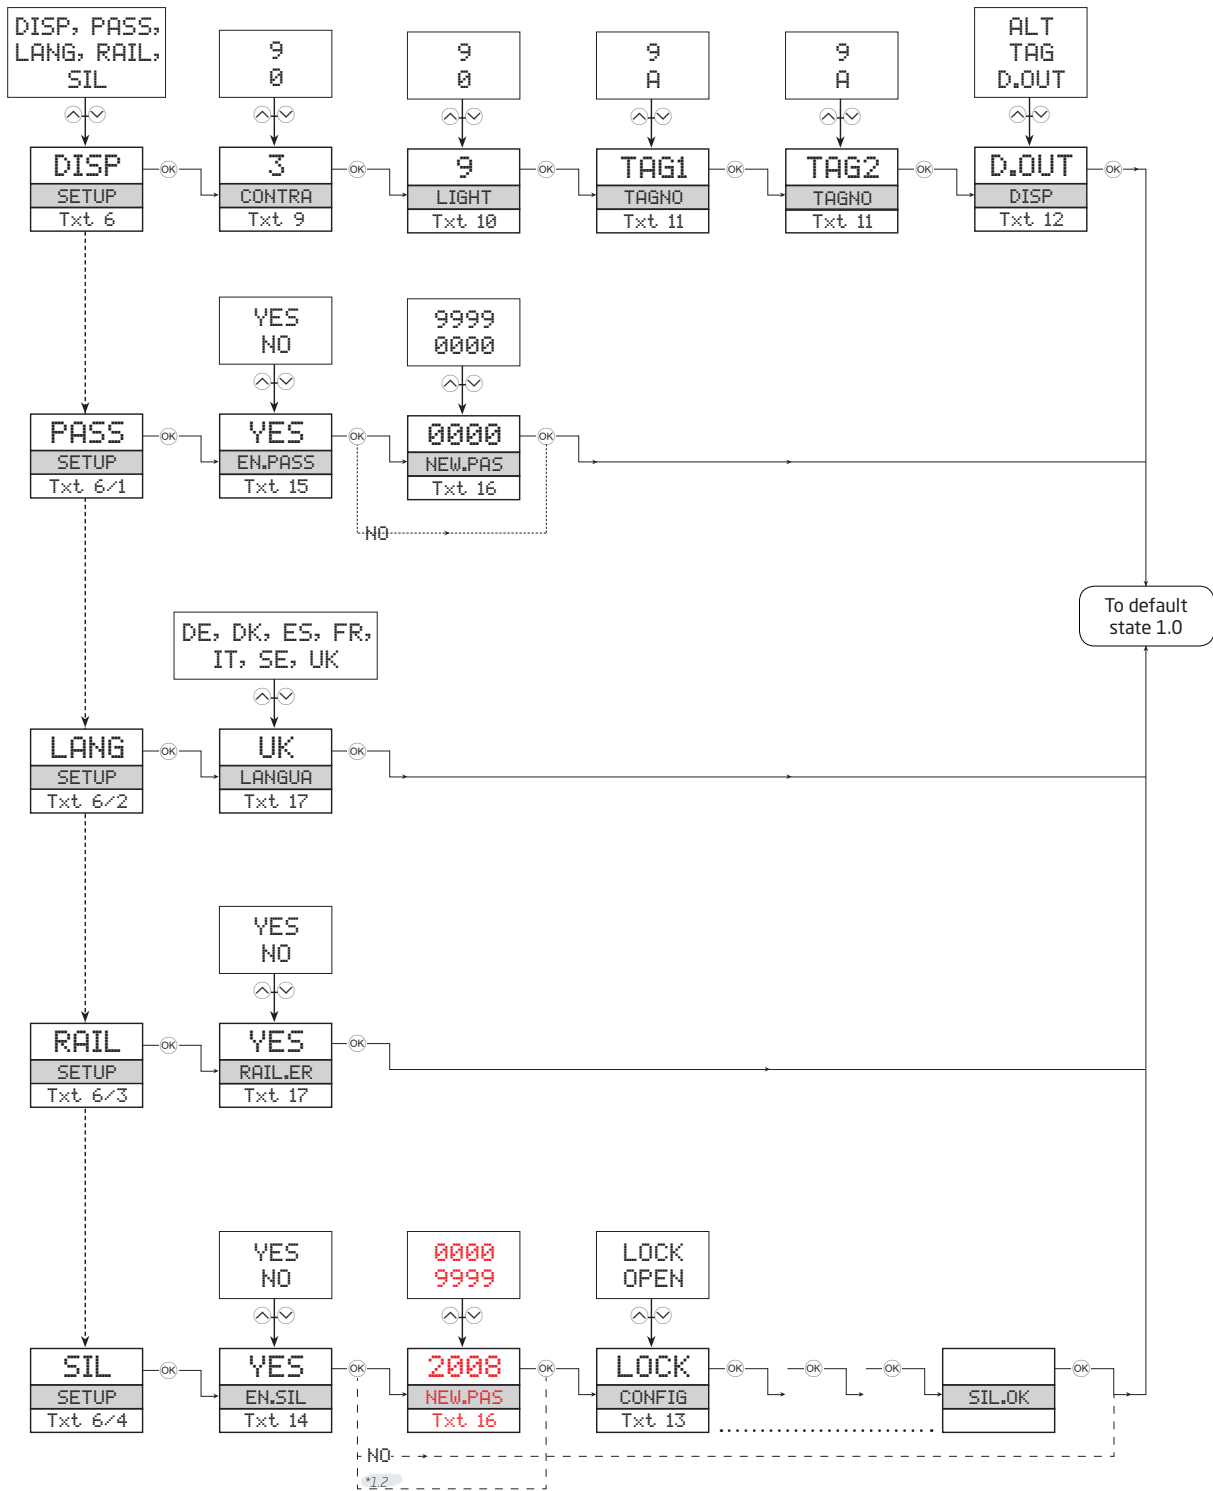 DISP, PASS,
LANG, RAIL,
SIL
9
0
9
0
9
A
9
A
ALT
TAG
D.OUT
DISP
SETUP
Txt 6
OK
3
CONTRA
Txt 9
OK
9
LIGHT
Txt 10
OK
TAG1
TAGNO
Txt 11
OK
TAG2
TAGNO
Txt 11
OK
D.OUT
DISP
Txt 12
OK
YES
NO
9999
0000
PASS
SETUP
Txt 6/1
OK
YES
EN.PASS
Txt 15
OK
0000
NEW.PAS
Txt 16
OK
NO
To default
state 1.0
DE, DK, ES, FR,
IT, SE, UK
LANG
SETUP
Txt 6/2
OK
UK
LANGUA
Txt 17
OK
YES
NO
RAIL
SETUP
Txt 6/3
OK
YES
RAIL.ER
Txt 17
OK
YES
NO
0000
9999
LOCK
OPEN
SIL
SETUP
Txt 6/4
OK
YES
EN.SIL
Txt 14
OK
2008
NEW.PAS
Txt 16
OK
LOCK
CONFIG
Txt 13
OK
OK
OK
SIL.OK
OK
NO
*1.2